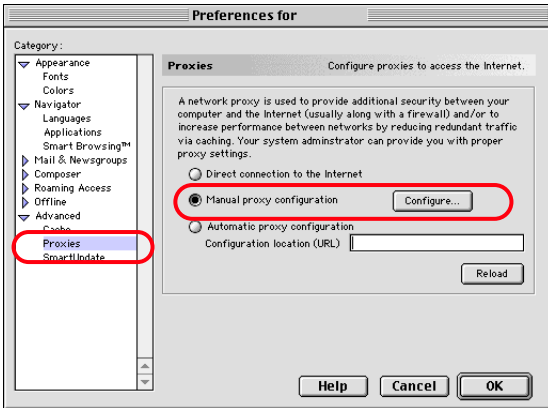 Preferences for
Category:
Appearance
Fonts
Colors
Navigator
Languages
Applications
Smart Browsing™
Mail & Newsgroups
Composer
Roaming Access
Offline
Advanced
Cache
Proxies
SmartUpdate
Proxies
Configure proxies to access the Internet.
A network proxy is used to provide additional security between your
computer and the Internet (usually along with a firewall) and/or to
increase performance between networks by reducing redundant traffic
via caching. Your system adminstrator can provide you with proper
proxy settings.
Direct connection to the Internet
Manual proxy configuration
Configure...
Automatic proxy configuration
Configuration location (URL)
Reload
Help
Cancel
OK